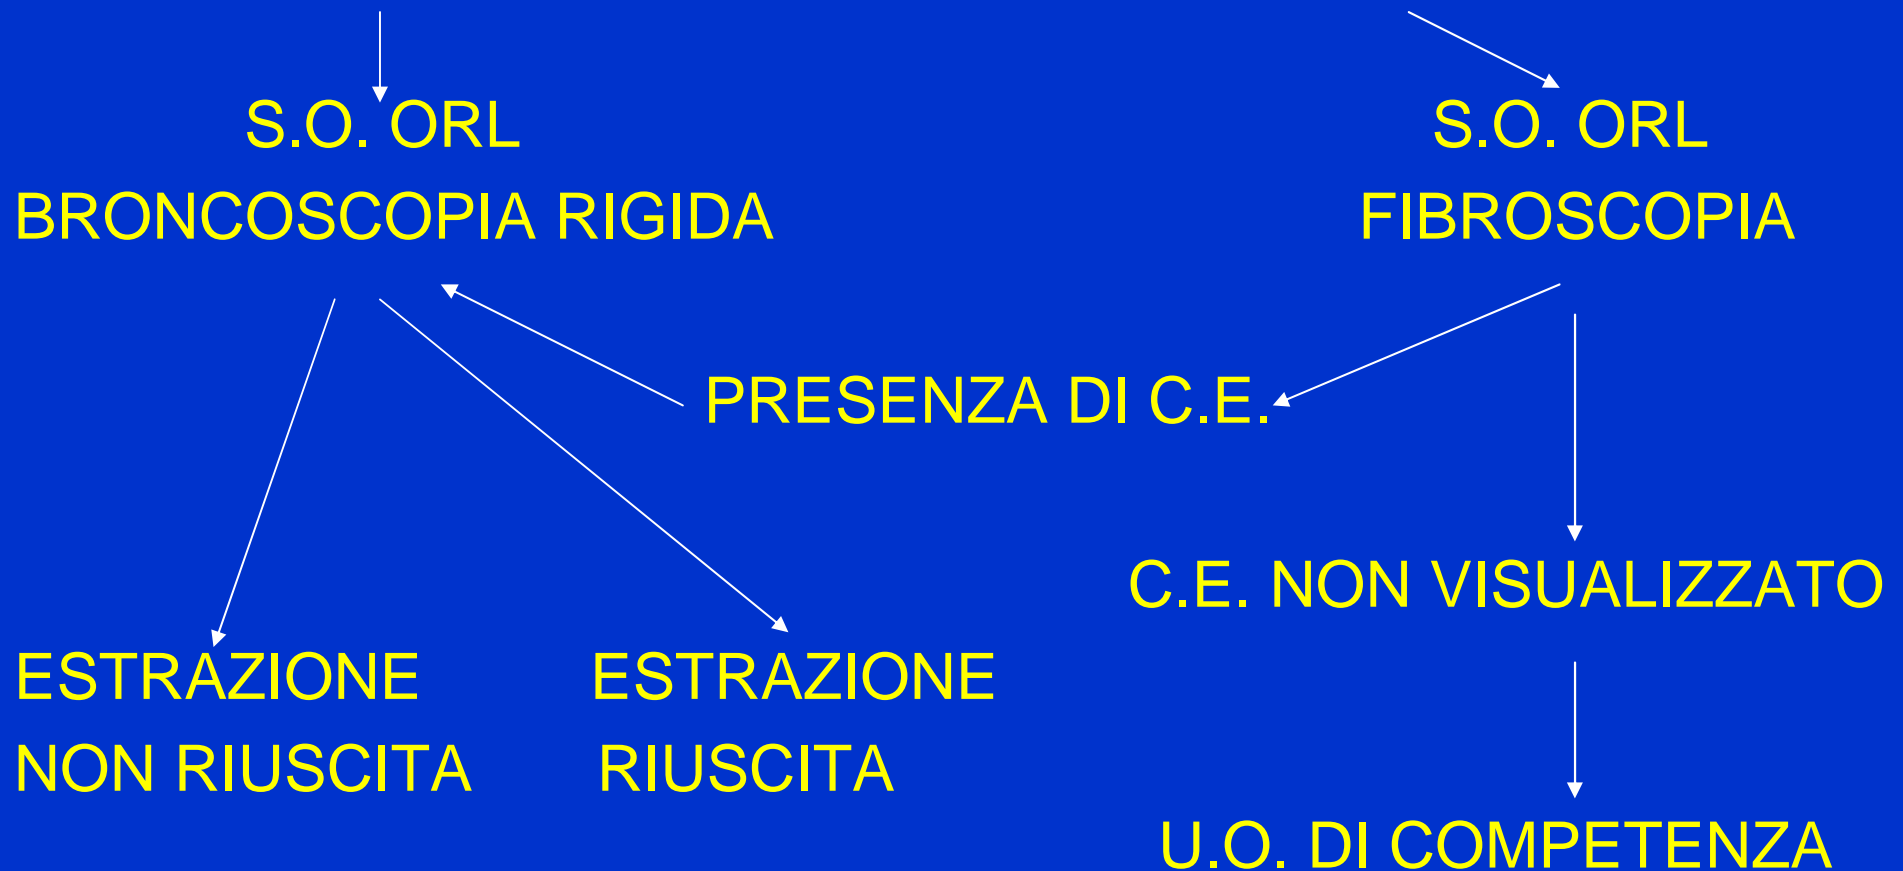 S.O. ORL
BRONCOSCOPIA RIGIDA
S.O. ORL
FIBROSCOPIA
PRESENZA DI C.E.
C.E. NON VISUALIZZATO
ESTRAZIONE
NON RIUSCITA
ESTRAZIONE
RIUSCITA
U.O. DI COMPETENZA